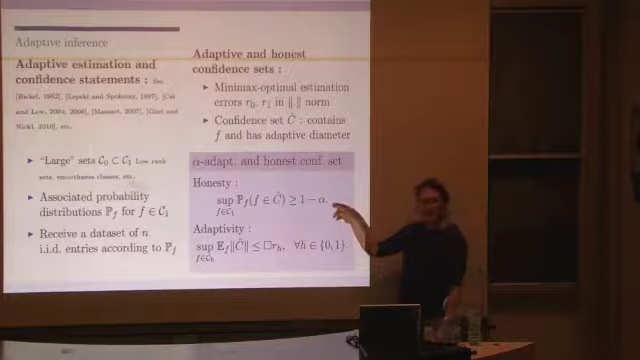 Adaptive inference
Adaptive estimation and
confidence statements : See
[Bickel, 1982], [Lepski and Spokoiny, 1997], [Cai
and Low, 2004, 2006], [Massart, 2007], [Giné and
Nickl, 2010], etc.
▶ "Large" sets C₀ ⊂ C₁ Low rank
sets, smoothness classes, etc.
▶ Associated probability
distributions ℙ_f for f ∈ C₁
▶ Receive a dataset of n
i.i.d. entries according to ℙ_f
Adaptive and honest
confidence sets :
▶ Minimax-optimal estimation
errors r₀, r₁ in ‖.‖ norm
▶ Confidence set Ĉ : contains
f and has adaptive diameter
α-adapt. and honest conf. set
Honesty :
sup ℙ_f(f ∈ Ĉ) ≥ 1 − α.
f∈C₁
Adaptivity :
sup 𝔼_f‖Ĉ‖ ≤ □r_h, ∀h ∈ {0, 1}
f∈C_h